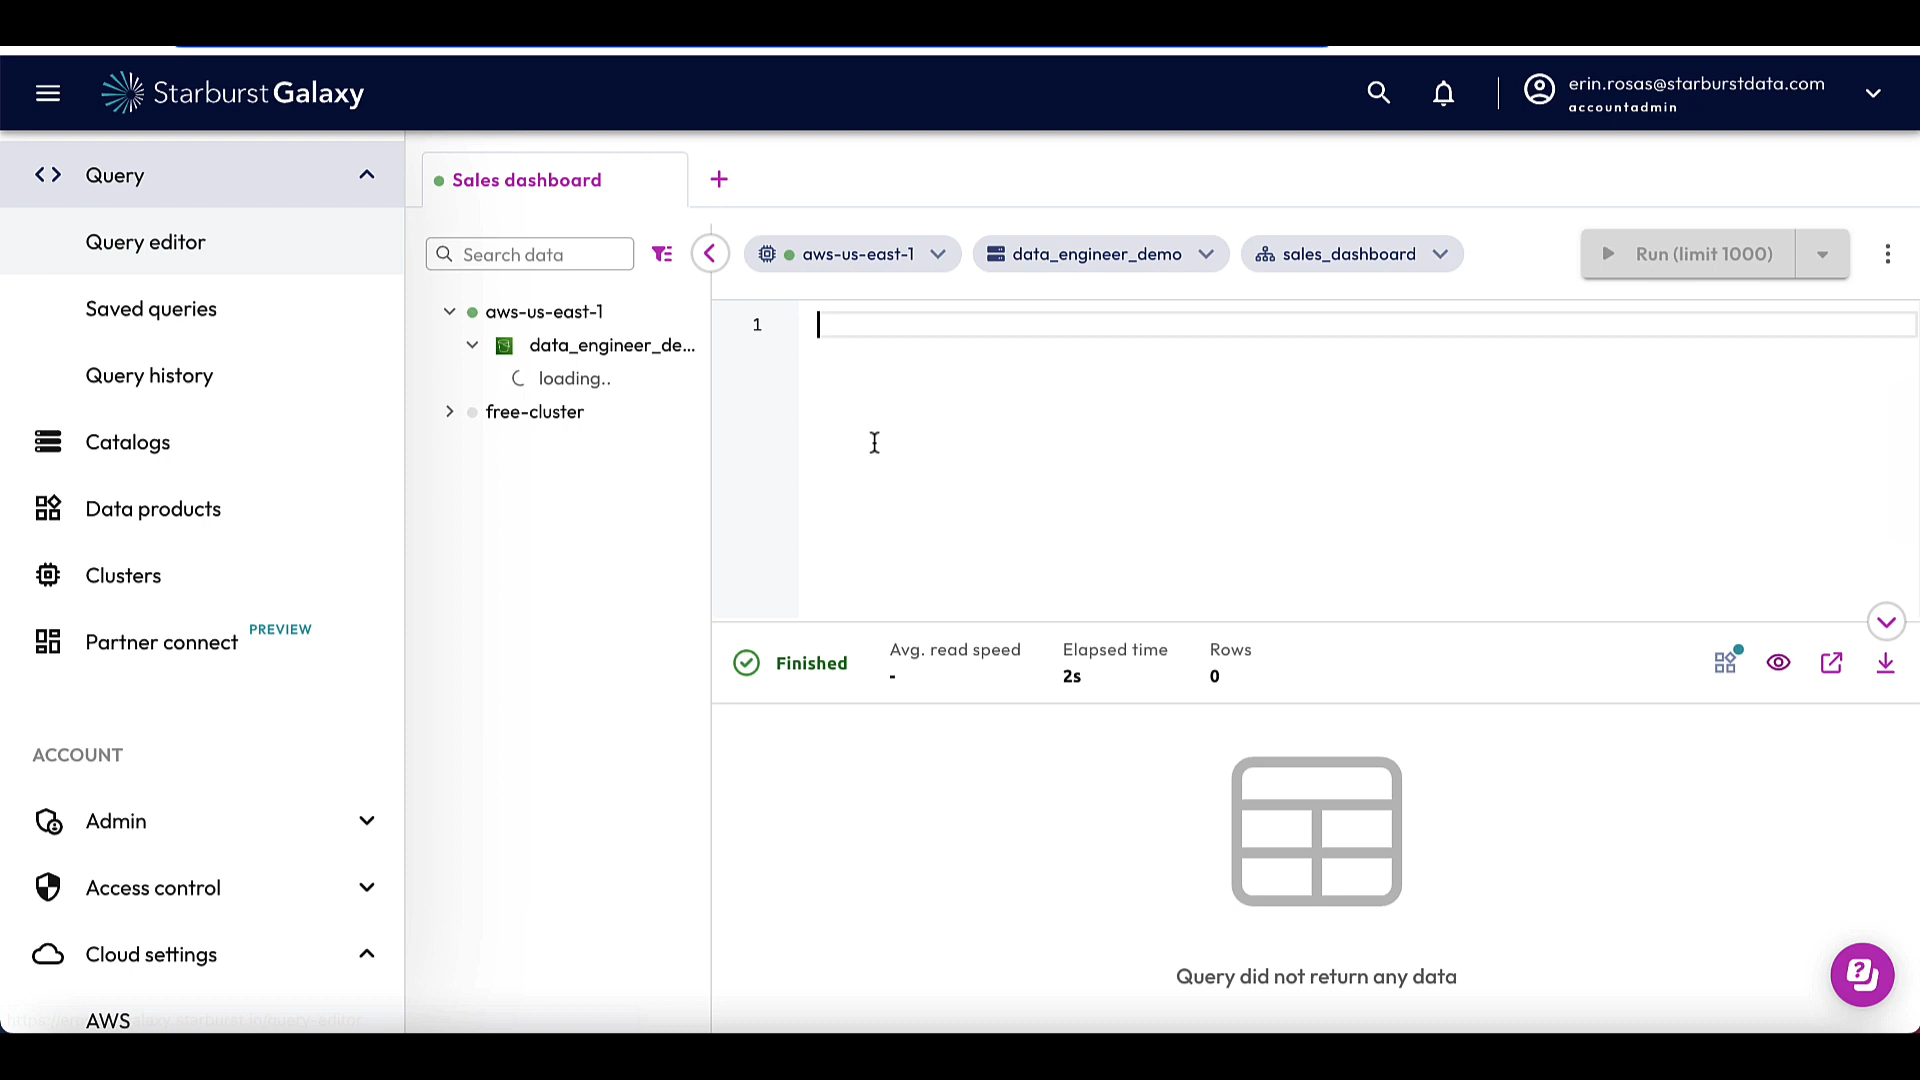 Starburst Galaxy
erin.rosas@starburstdata.com
accountadmin
Query
Query editor
Saved queries
Query history
Catalogs
Data products
Clusters
Partner connect PREVIEW
ACCOUNT
Admin
Access control
Cloud settings
AWS
Sales dashboard
Search data
aws-us-east-1
data_engineer_de...
loading..
free-cluster
aws-us-east-1
data_engineer_demo
sales_dashboard
Run (limit 1000)
1
Finished
Avg. read speed
-
Elapsed time
2s
Rows
0
Query did not return any data